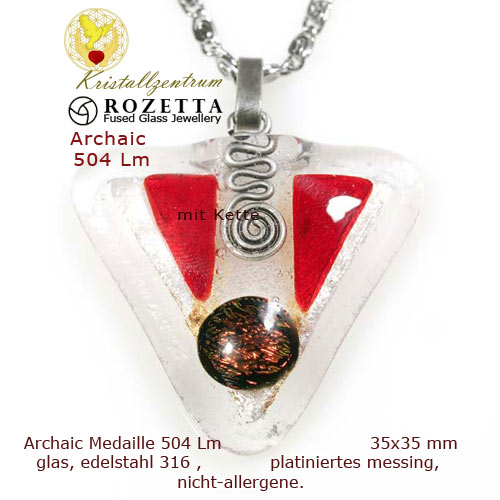 Kristallzentrum
ROZETTA
Fused Glass Jewellery
Archaic
504 Lm
mit Kette
Archaic Medaille 504 Lm 35x35 mm
glas, edelstahl 316 , platiniertes messing,
nicht-allergene.